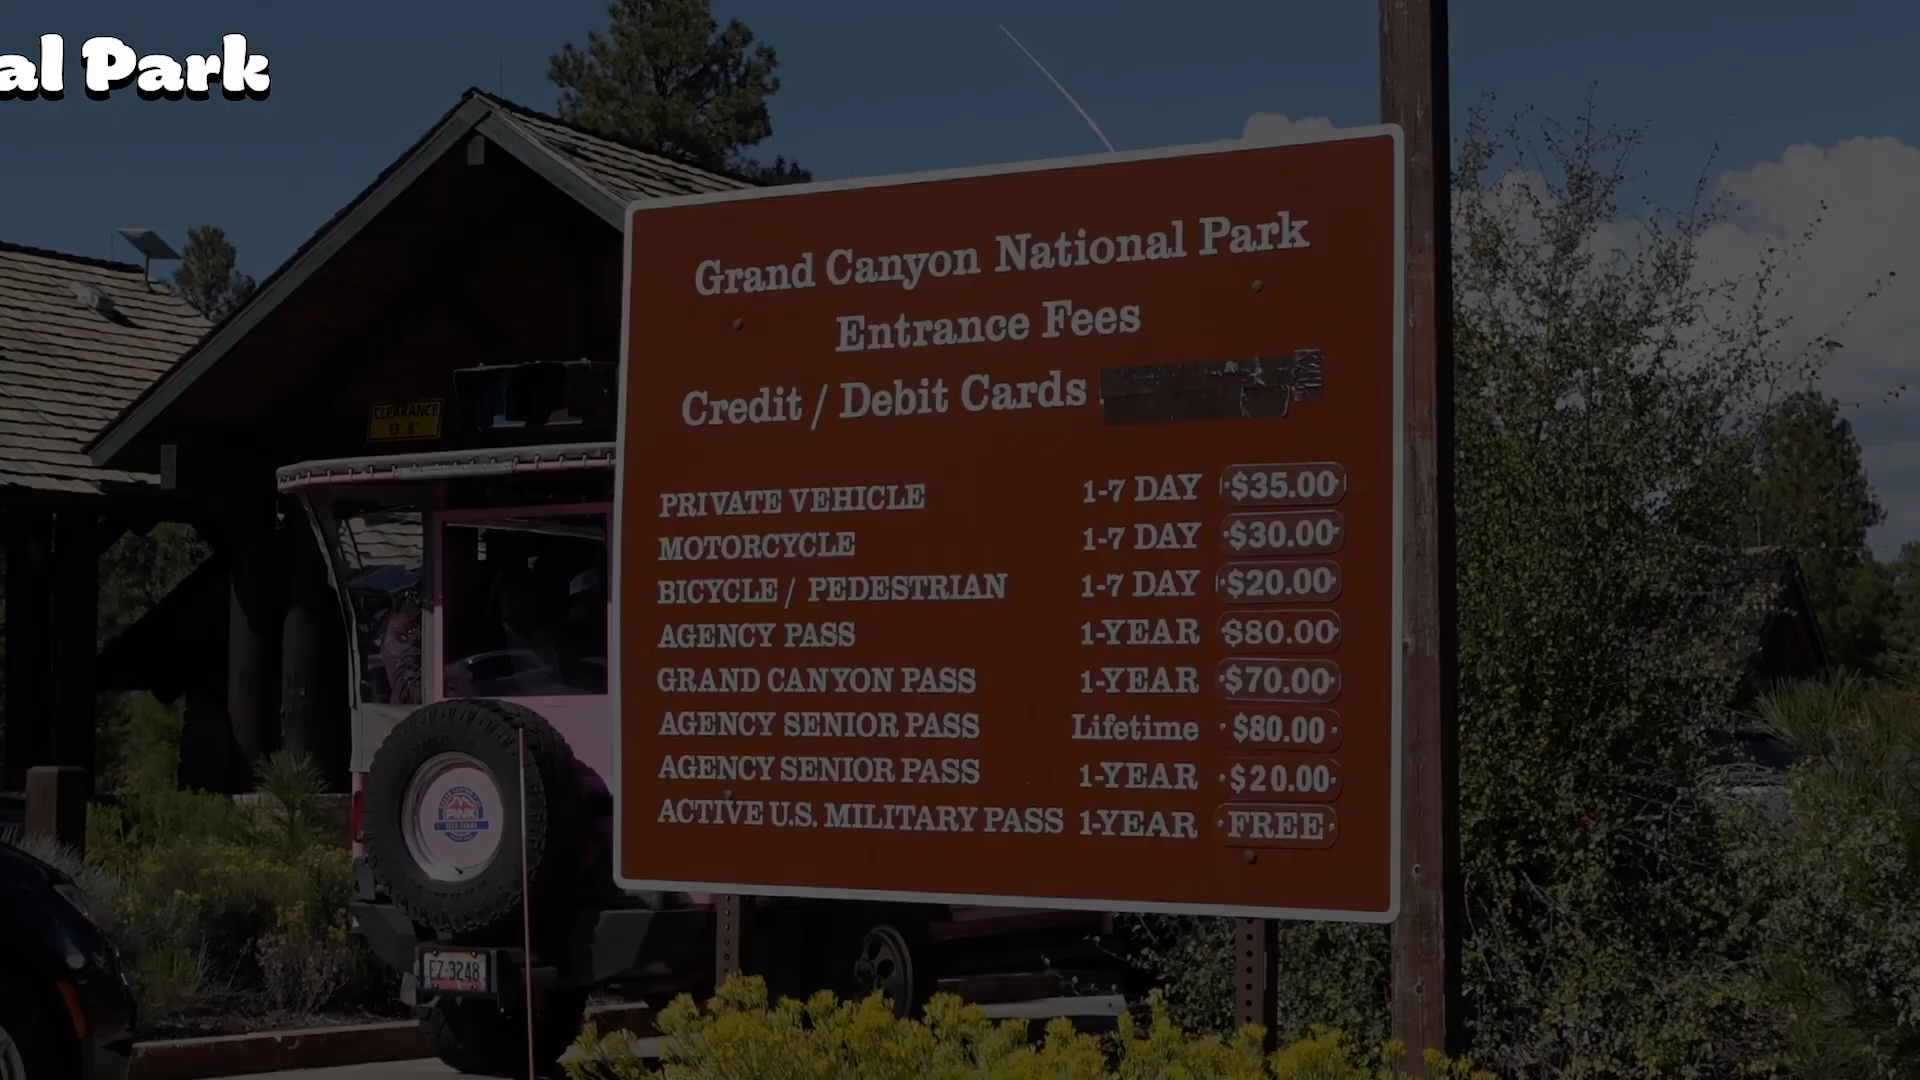 al Park
Grand Canyon National Park
Entrance Fees
Credit / Debit Cards
PRIVATE VEHICLE 1-7 DAY $35.00
MOTORCYCLE 1-7 DAY $30.00
BICYCLE / PEDESTRIAN 1-7 DAY $20.00
AGENCY PASS 1-YEAR $80.00
GRAND CANYON PASS 1-YEAR $70.00
AGENCY SENIOR PASS Lifetime $80.00
AGENCY SENIOR PASS 1-YEAR $20.00
ACTIVE U.S. MILITARY PASS 1-YEAR FREE
CLEARANCE
13' 8"
PINK
EZ-3248